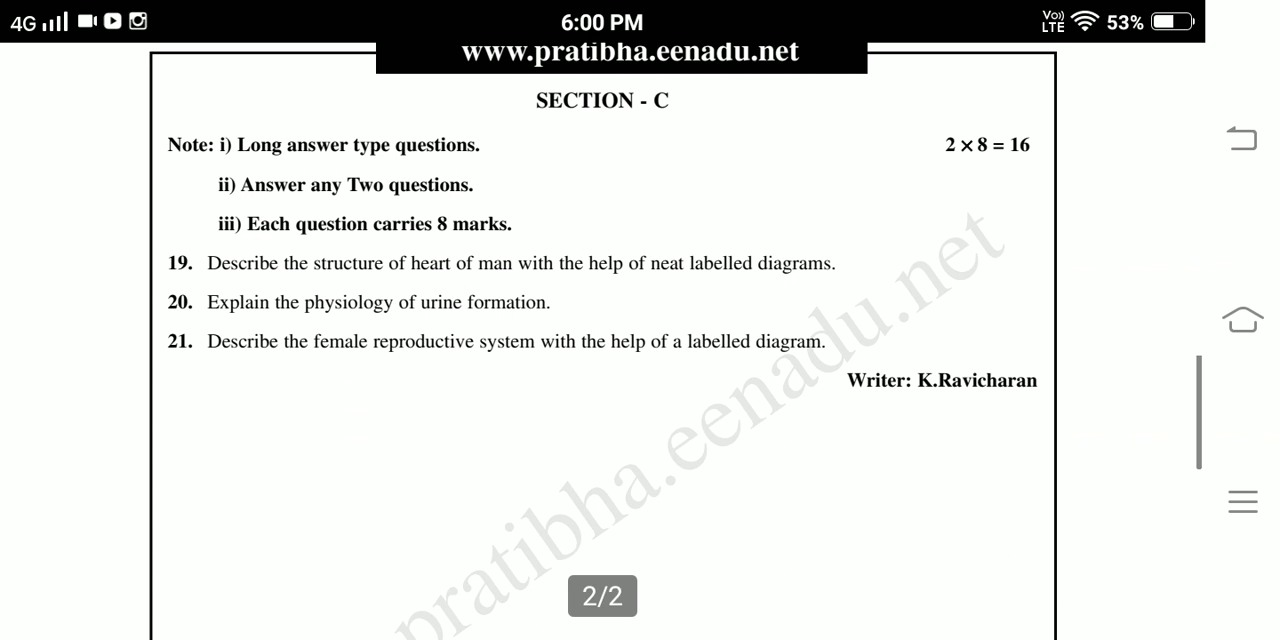 4G 6:00 PM Vo)) LTE 53%
www.pratibha.eenadu.net
SECTION - C
Note: i) Long answer type questions. 2 × 8 = 16
ii) Answer any Two questions.
iii) Each question carries 8 marks.
19. Describe the structure of heart of man with the help of neat labelled diagrams.
20. Explain the physiology of urine formation.
21. Describe the female reproductive system with the help of a labelled diagram.
Writer: K.Ravicharan
pratibha.eenadu.net
2/2